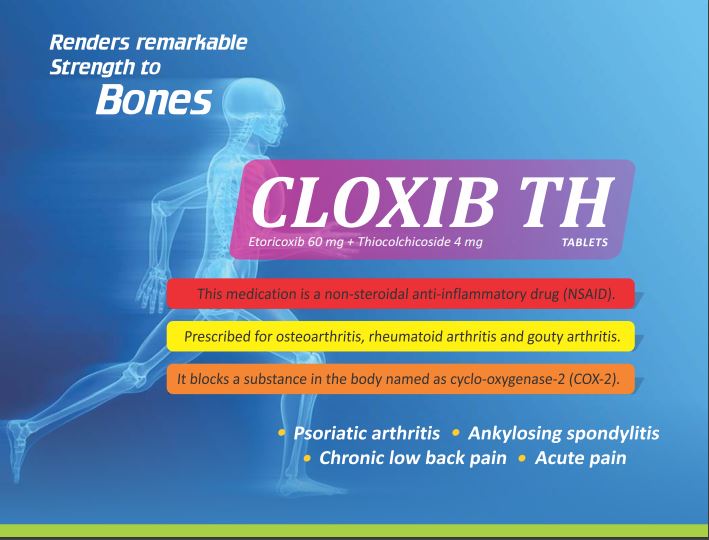 Renders remarkable
Strength to
Bones
CLOXIB TH
Etoricoxib 60 mg + Thiocolchicoside 4 mg TABLETS
This medication is a non-steroidal anti-inflammatory drug (NSAID).
Prescribed for osteoarthritis, rheumatoid arthritis and gouty arthritis.
It blocks a substance in the body named as cyclo-oxygenase-2 (COX-2).
• Psoriatic arthritis • Ankylosing spondylitis
• Chronic low back pain • Acute pain